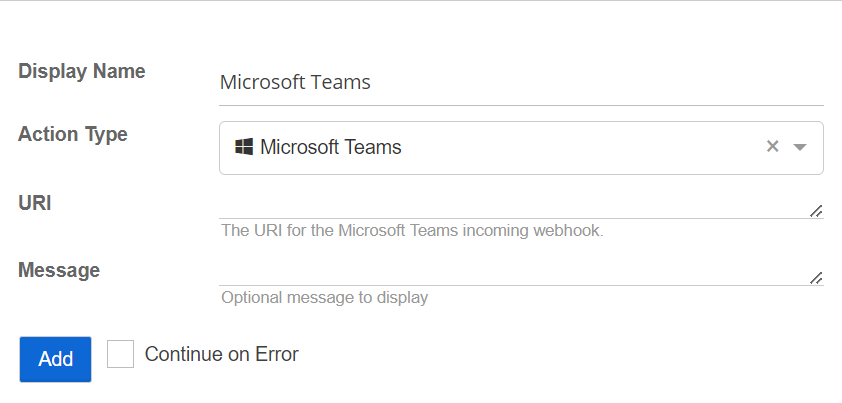 Display Name
Microsoft Teams
Action Type
Microsoft Teams
URI
The URI for the Microsoft Teams incoming webhook.
Message
Optional message to display
Add
Continue on Error